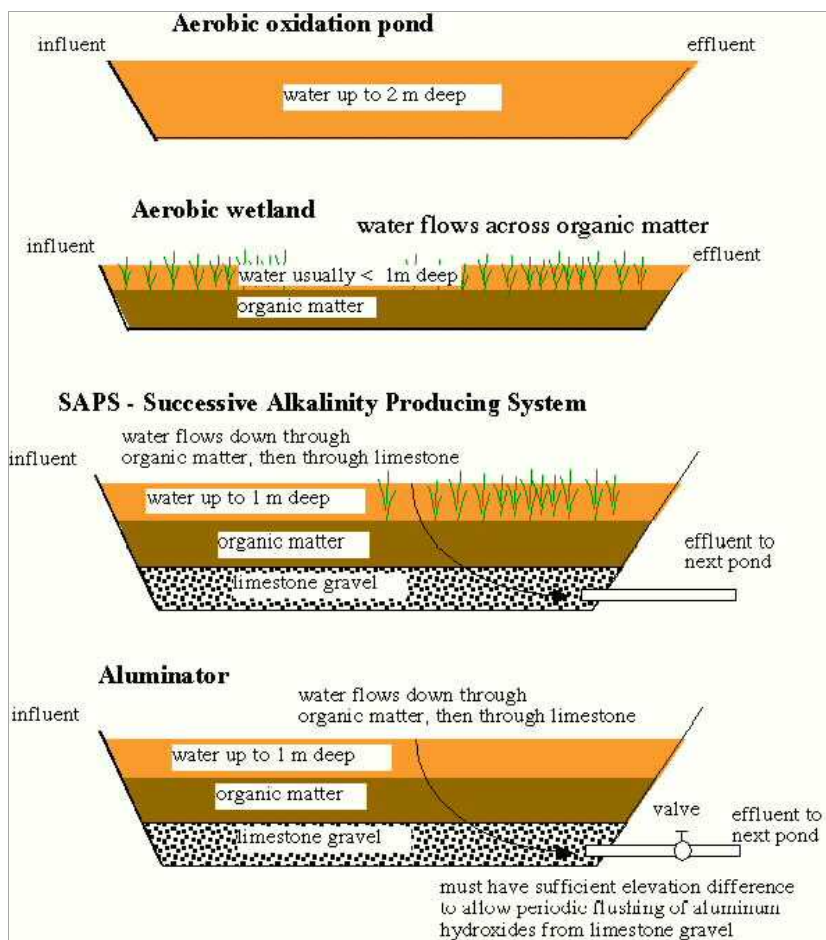 Aerobic oxidation pond
influent
effluent
water up to 2 m deep
Aerobic wetland
water flows across organic matter
influent
effluent
water usually < 1m deep
organic matter
SAPS - Successive Alkalinity Producing System
water flows down through
organic matter, then through limestone
influent
water up to 1 m deep
organic matter
limestone gravel
effluent to
next pond
Aluminator
water flows down through
organic matter, then through limestone
influent
water up to 1 m deep
organic matter
limestone gravel
valve
effluent to
next pond
must have sufficient elevation difference
to allow periodic flushing of aluminum
hydroxides from limestone gravel